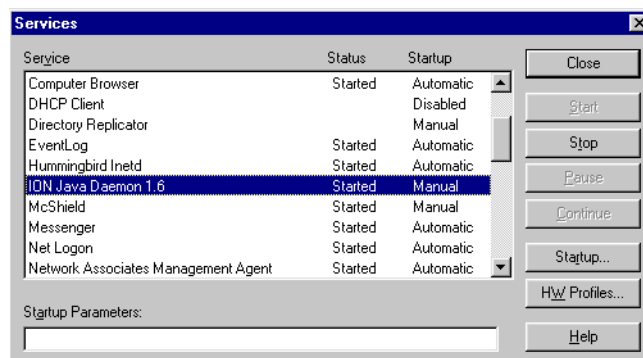 Services
Service Status Startup
Computer Browser Started Automatic
DHCP Client Disabled
Directory Replicator Manual
EventLog Started Automatic
Hummingbird Inetd Started Automatic
ION Java Daemon 1.6 Started Manual
McShield Started Manual
Messenger Started Automatic
Net Logon Started Automatic
Network Associates Management Agent Started Automatic
Startup Parameters:
Close
Start
Stop
Pause
Continue
Startup...
HW Profiles...
Help